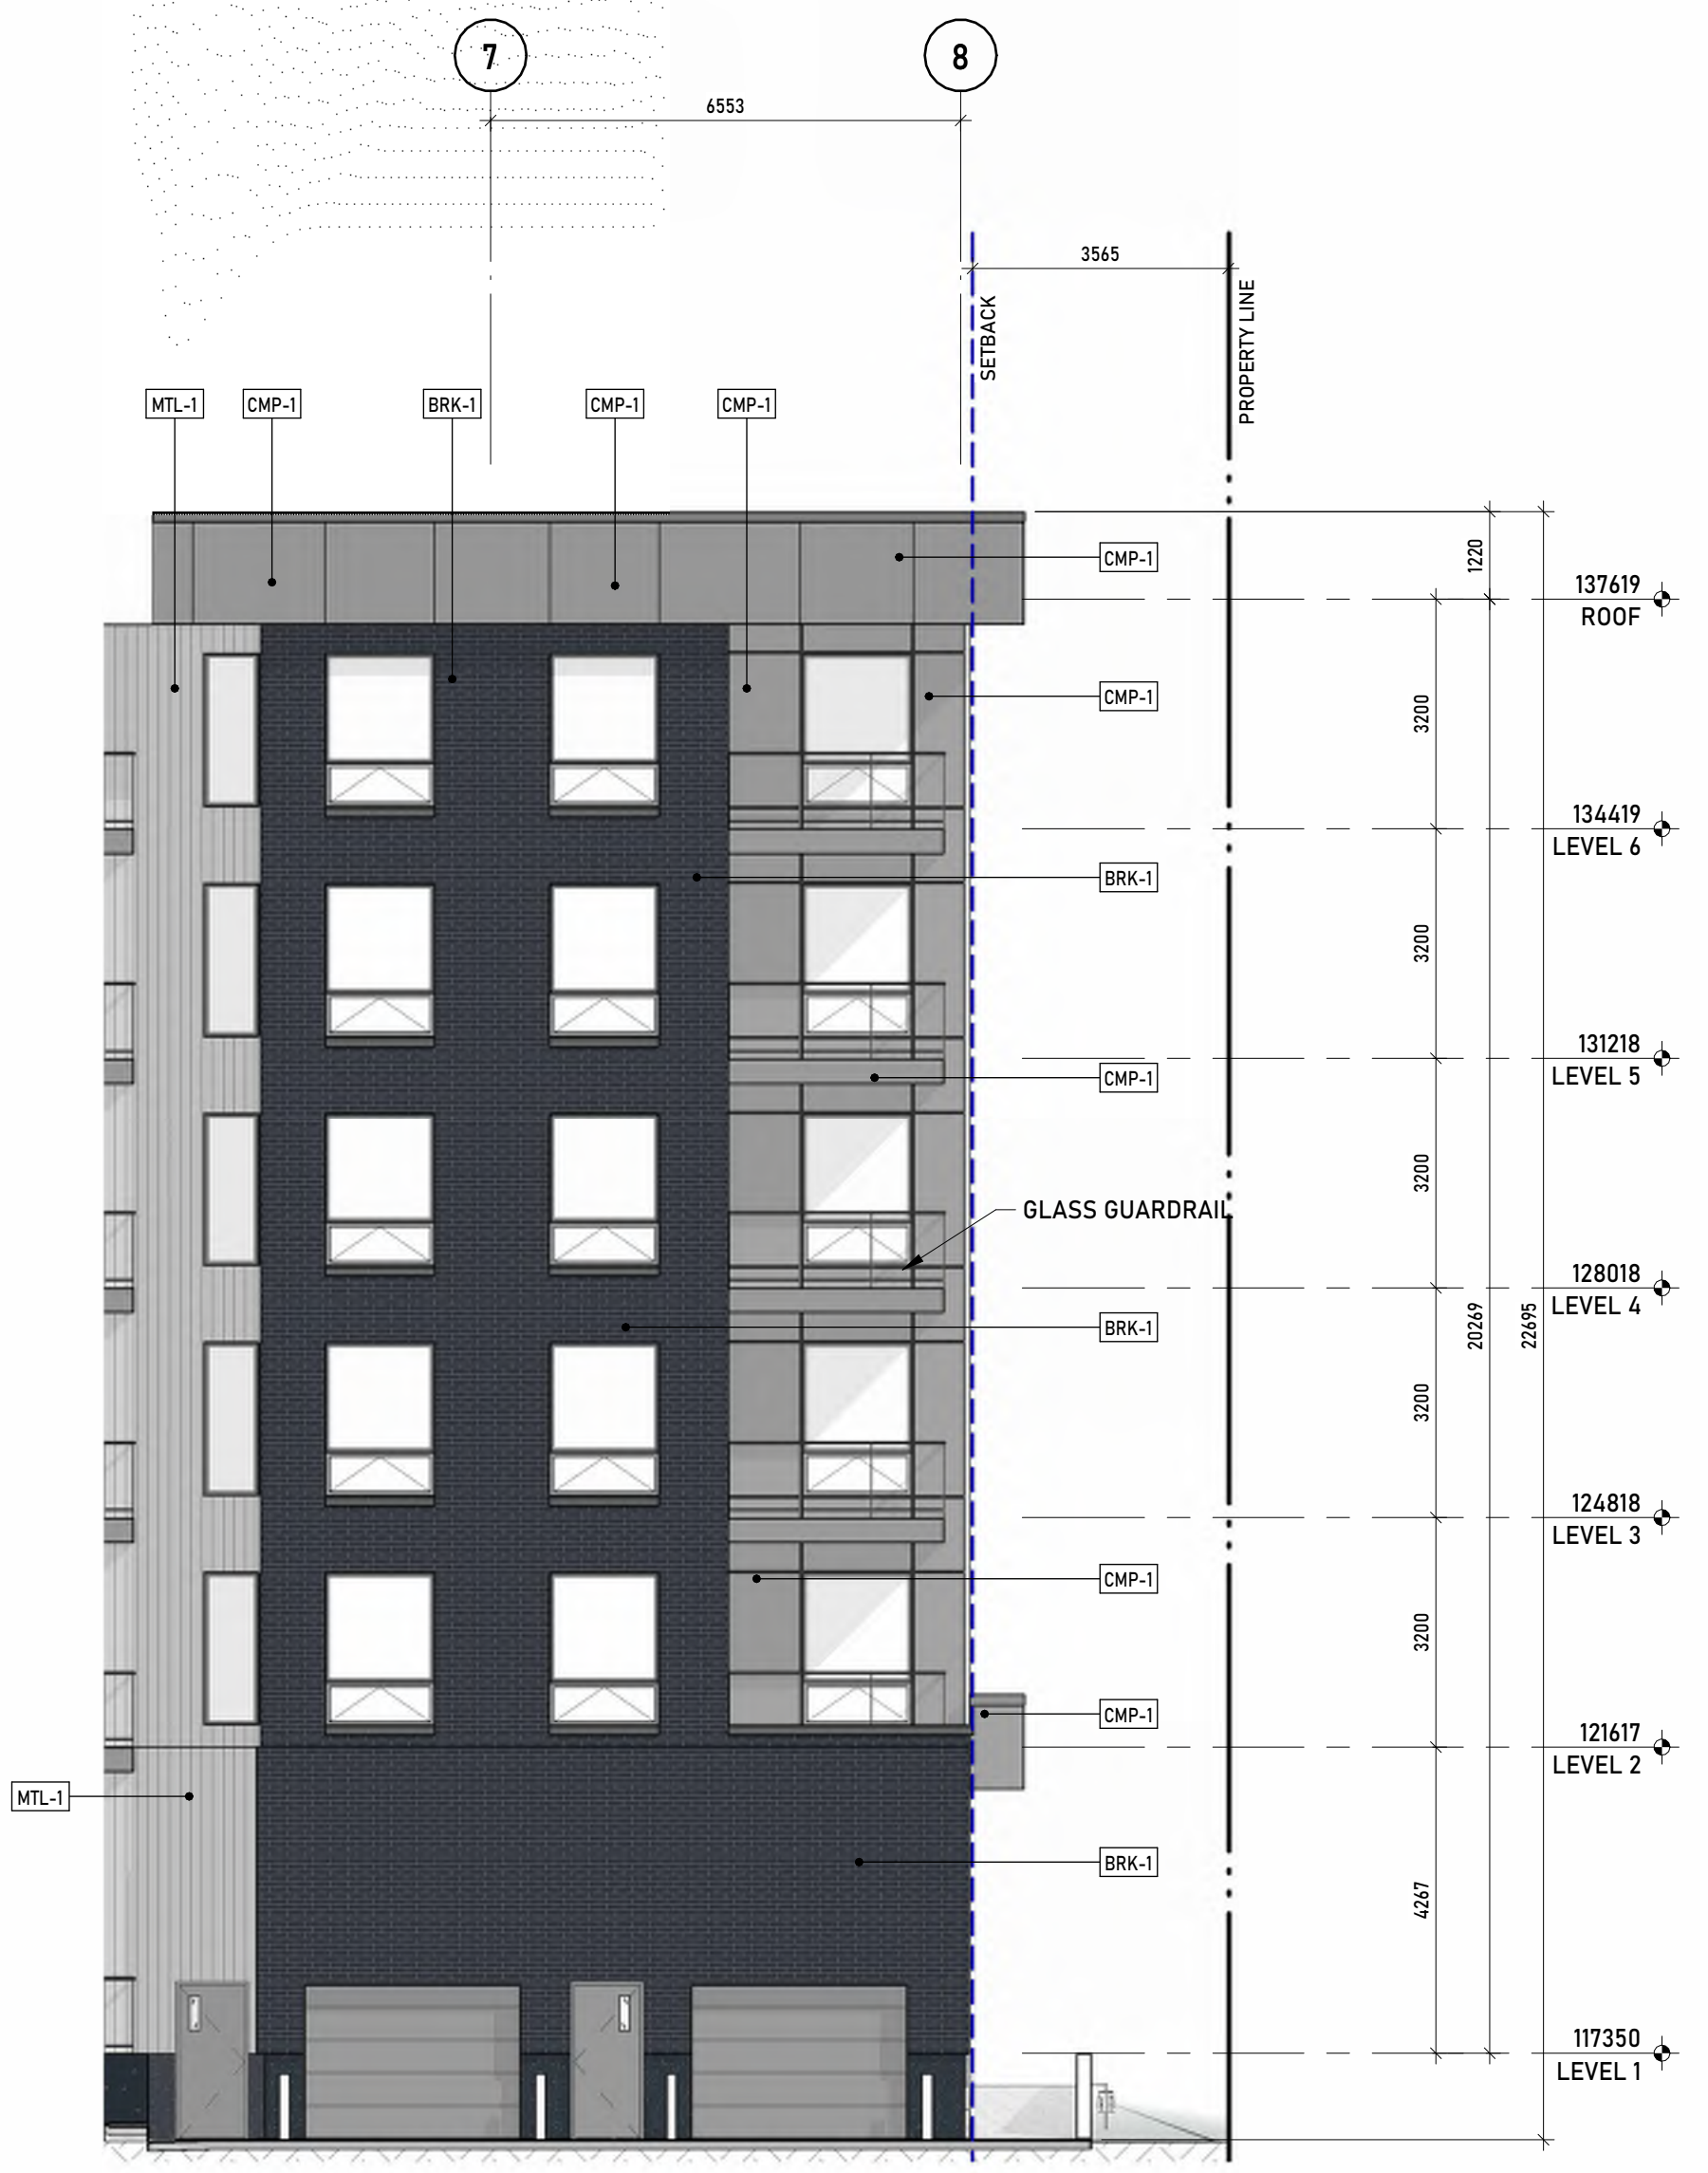 7
8
6553
3565
SETBACK
PROPERTY LINE
MTL-1
CMP-1
BRK-1
CMP-1
CMP-1
CMP-1
1220
137619
ROOF
CMP-1
3200
134419
LEVEL 6
BRK-1
3200
131218
LEVEL 5
CMP-1
3200
GLASS GUARDRAIL
128018
LEVEL 4
BRK-1
20269
22695
3200
124818
LEVEL 3
CMP-1
3200
CMP-1
121617
LEVEL 2
MTL-1
BRK-1
4267
117350
LEVEL 1